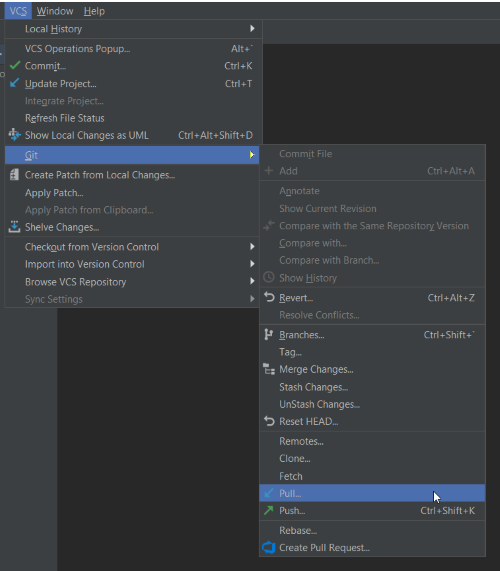 VCS Window Help
Local History
VCS Operations Popup... Alt+`
Commit... Ctrl+K
Update Project... Ctrl+T
Integrate Project...
Refresh File Status
Show Local Changes as UML Ctrl+Alt+Shift+D
Git
Create Patch from Local Changes...
Apply Patch...
Apply Patch from Clipboard...
Shelve Changes...
Checkout from Version Control
Import into Version Control
Browse VCS Repository
Sync Settings
Commit File
Add Ctrl+Alt+A
Annotate
Show Current Revision
Compare with the Same Repository Version
Compare with...
Compare with Branch...
Show History
Revert... Ctrl+Alt+Z
Resolve Conflicts...
Branches... Ctrl+Shift+`
Tag...
Merge Changes...
Stash Changes...
UnStash Changes...
Reset HEAD...
Remotes...
Clone...
Fetch
Pull...
Push... Ctrl+Shift+K
Rebase...
Create Pull Request...